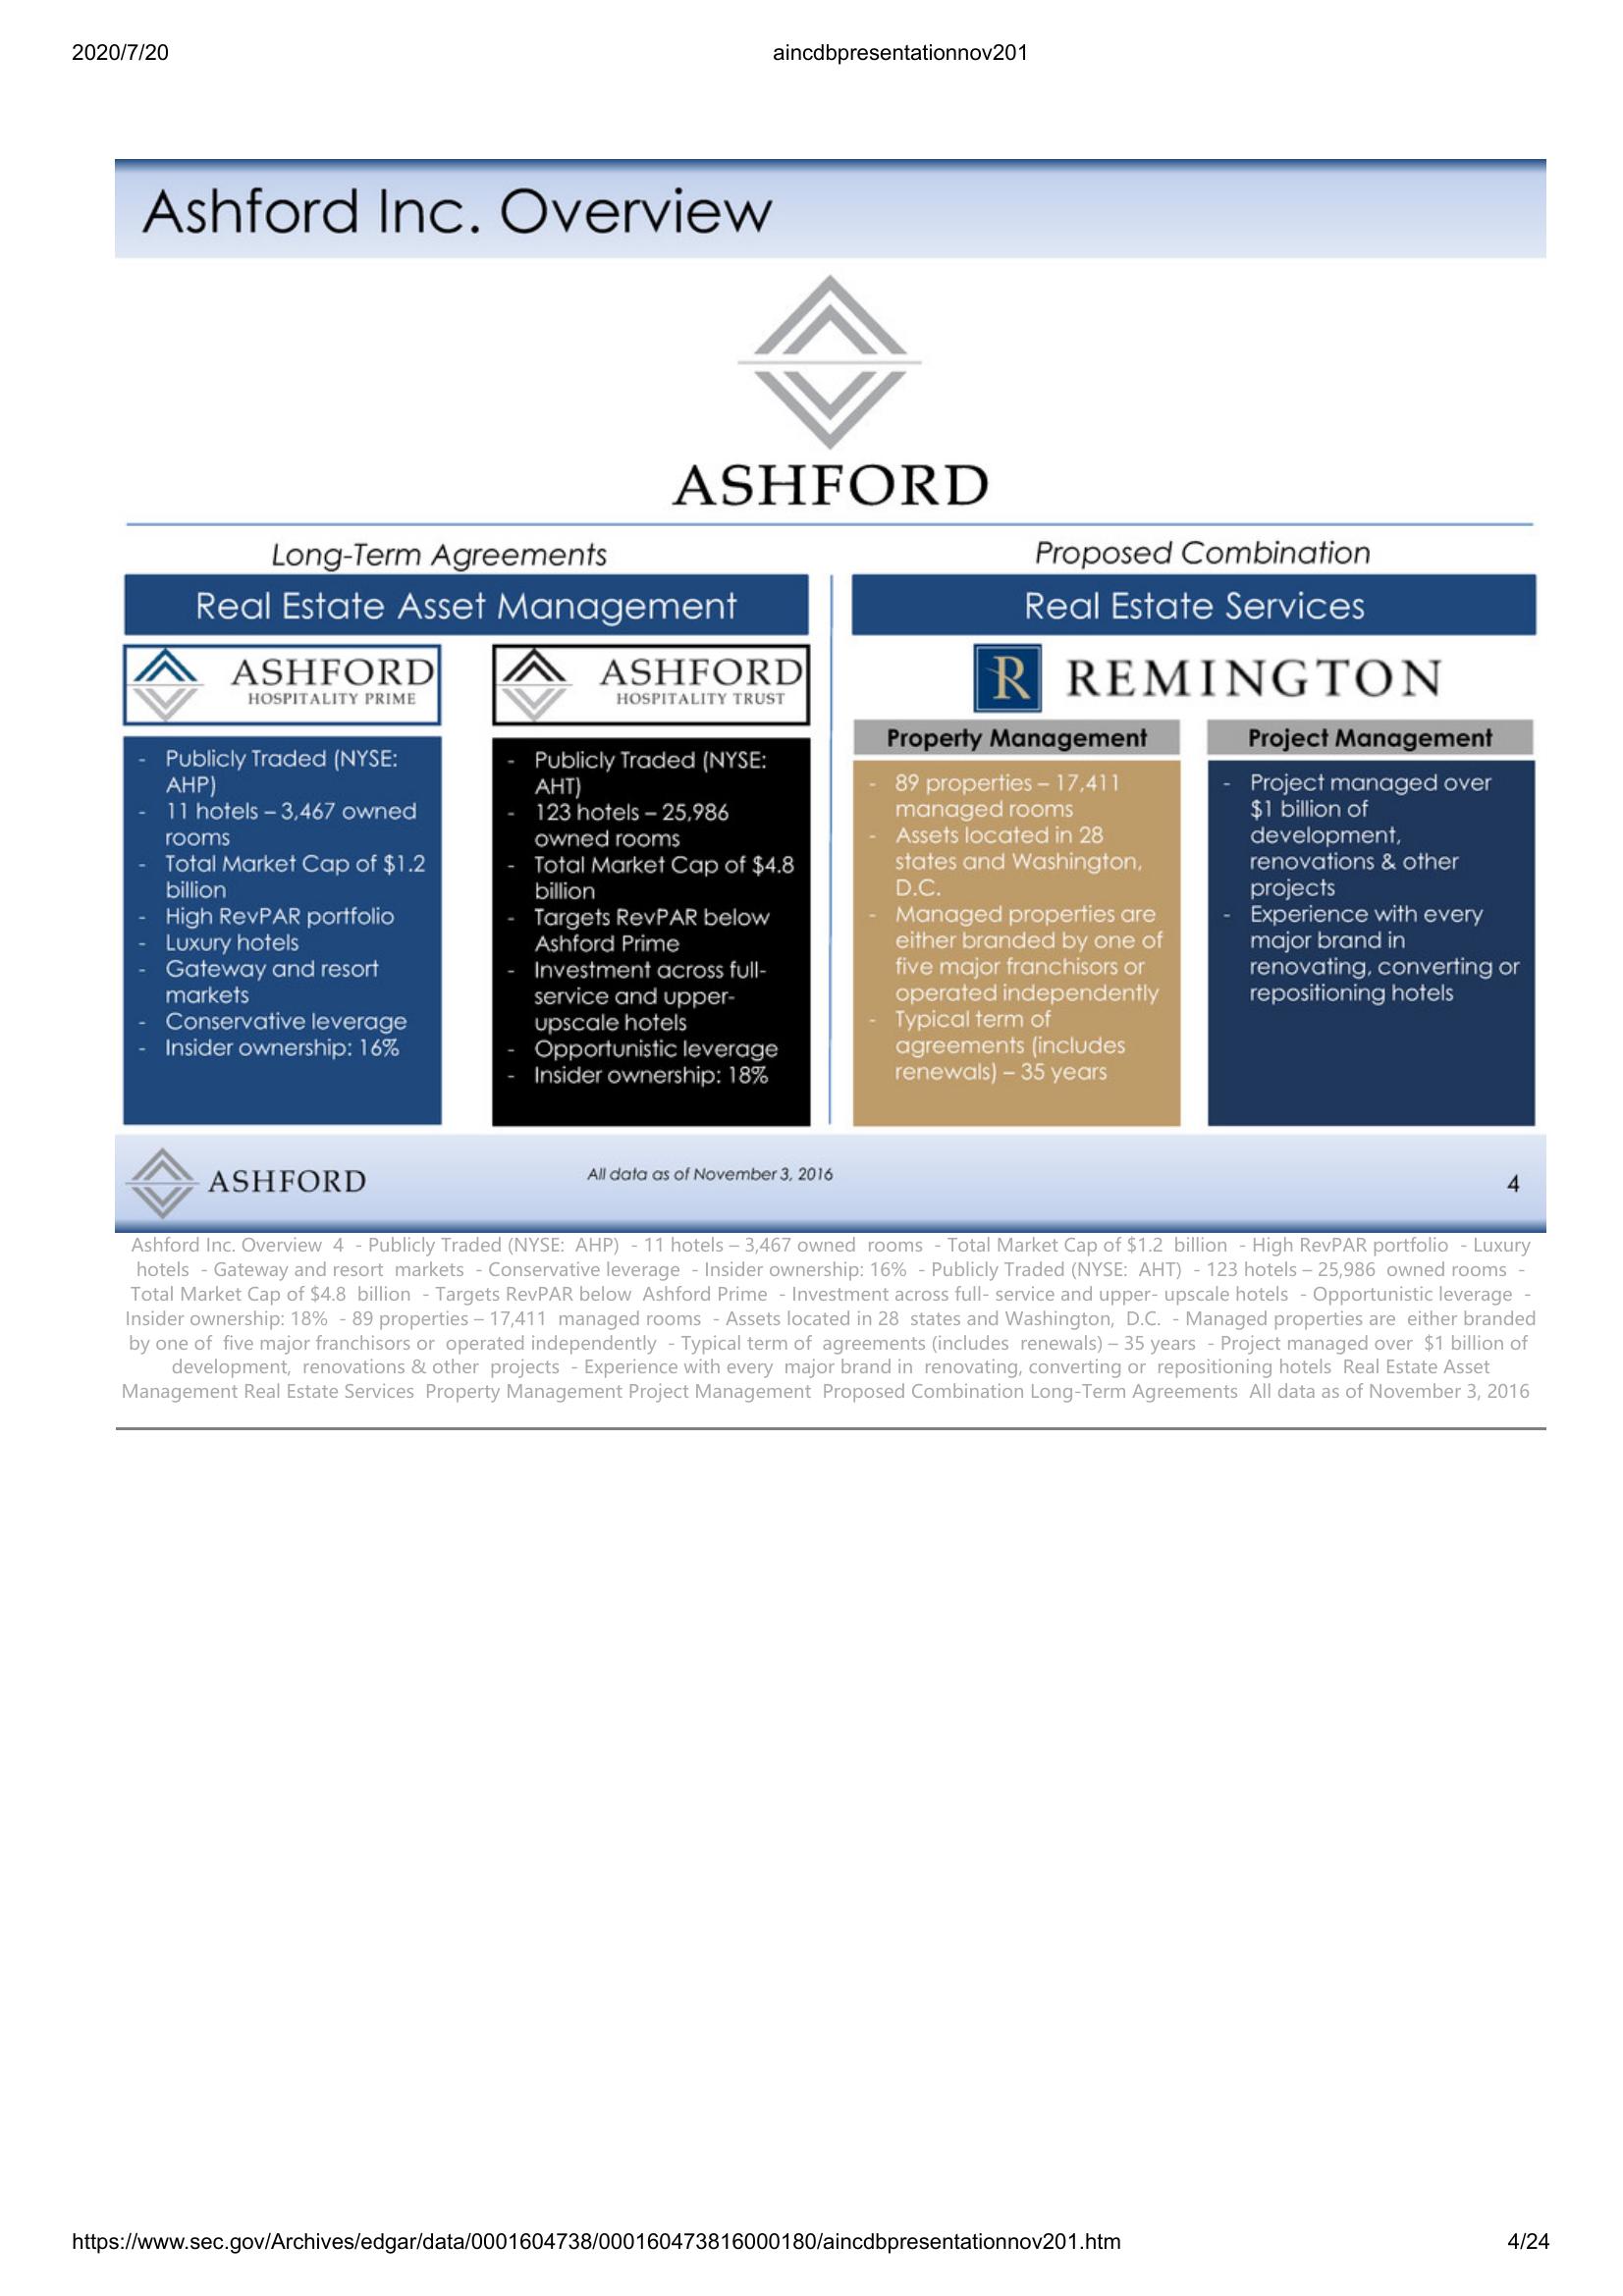 2020/7/20
aincdbpresentationnov201
Ashford Inc. Overview
ASHFORD
Long-Term Agreements
Real Estate Asset Management
ASHFORD
HOSPITALITY PRIME
- Publicly Traded (NYSE:
AHP)
- 11 hotels – 3,467 owned
rooms
- Total Market Cap of $1.2
billion
- High RevPAR portfolio
- Luxury hotels
- Gateway and resort
markets
- Conservative leverage
- Insider ownership: 16%
ASHFORD
HOSPITALITY TRUST
- Publicly Traded (NYSE:
AHT)
- 123 hotels – 25,986
owned rooms
- Total Market Cap of $4.8
billion
- Targets RevPAR below
Ashford Prime
- Investment across full-
service and upper-
upscale hotels
- Opportunistic leverage
- Insider ownership: 18%
Proposed Combination
Real Estate Services
R REMINGTON
Property Management
- 89 properties – 17,411
managed rooms
- Assets located in 28
states and Washington,
D.C.
- Managed properties are
either branded by one of
five major franchisors or
operated independently
- Typical term of
agreements (includes
renewals) – 35 years
Project Management
- Project managed over
$1 billion of
development,
renovations & other
projects
- Experience with every
major brand in
renovating, converting or
repositioning hotels
ASHFORD
All data as of November 3, 2016
4
Ashford Inc. Overview 4 - Publicly Traded (NYSE: AHP) - 11 hotels – 3,467 owned rooms - Total Market Cap of $1.2 billion - High RevPAR portfolio - Luxury
hotels - Gateway and resort markets - Conservative leverage - Insider ownership: 16% - Publicly Traded (NYSE: AHT) - 123 hotels – 25,986 owned rooms -
Total Market Cap of $4.8 billion - Targets RevPAR below Ashford Prime - Investment across full- service and upper- upscale hotels - Opportunistic leverage -
Insider ownership: 18% - 89 properties – 17,411 managed rooms - Assets located in 28 states and Washington, D.C. - Managed properties are either branded
by one of five major franchisors or operated independently - Typical term of agreements (includes renewals) – 35 years - Project managed over $1 billion of
development, renovations & other projects - Experience with every major brand in renovating, converting or repositioning hotels Real Estate Asset
Management Real Estate Services Property Management Project Management Proposed Combination Long-Term Agreements All data as of November 3, 2016
https://www.sec.gov/Archives/edgar/data/0001604738/000160473816000180/aincdbpresentationnov201.htm
4/24